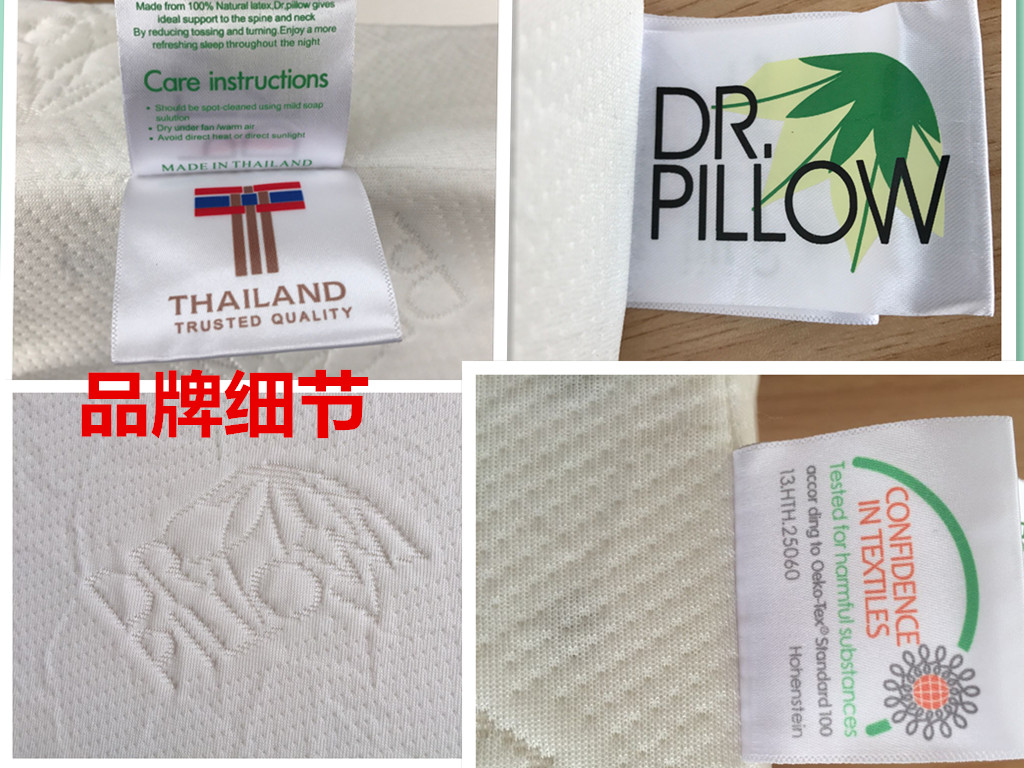 Made from 100% Natural latex,Dr.pillow gives
ideal support to the spine and neck
By reducing tossing and turning.Enjoy a more
refreshing sleep throughout the night
Care instructions
• Should be spot-cleaned using mild soap
sulution
• Dry under fan /warm air
• Avoid direct heat or direct sunlight
MADE IN THAILAND
THAILAND
TRUSTED QUALITY
DR.
PILLOW
品牌细节
DR.
PILLOW
CONFIDENCE
IN TEXTILES
Tested for harmful substances
accor ding to Oeko-Tex® Standard 100
13.HTH.25060 Hohenstein